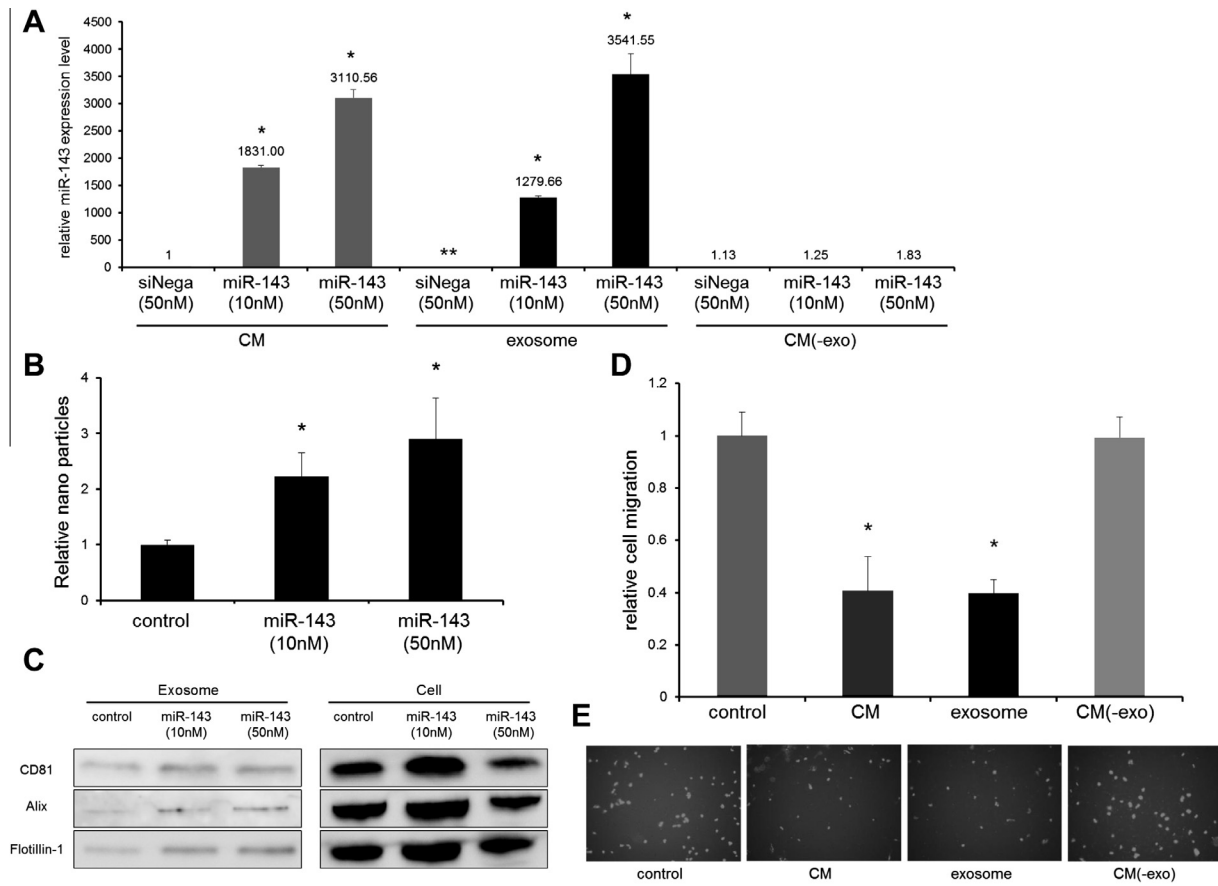 A
relative miR-143 expression level
4500
4000
3500
3000
2500
2000
1500
1000
500
0
1
*
1831.00
*
3110.56
**
*
1279.66
*
3541.55
1.13
1.25
1.83
siNega (50nM)
miR-143 (10nM)
miR-143 (50nM)
siNega (50nM)
miR-143 (10nM)
miR-143 (50nM)
siNega (50nM)
miR-143 (10nM)
miR-143 (50nM)
CM
exosome
CM(-exo)
B
Relative nano particles
4
3
2
1
0
*
*
control
miR-143 (10nM)
miR-143 (50nM)
C
Exosome
Cell
control
miR-143 (10nM)
miR-143 (50nM)
control
miR-143 (10nM)
miR-143 (50nM)
CD81
Alix
Flotillin-1
D
relative cell migration
1.2
1
0.8
0.6
0.4
0.2
0
*
*
control
CM
exosome
CM(-exo)
E
control
CM
exosome
CM(-exo)